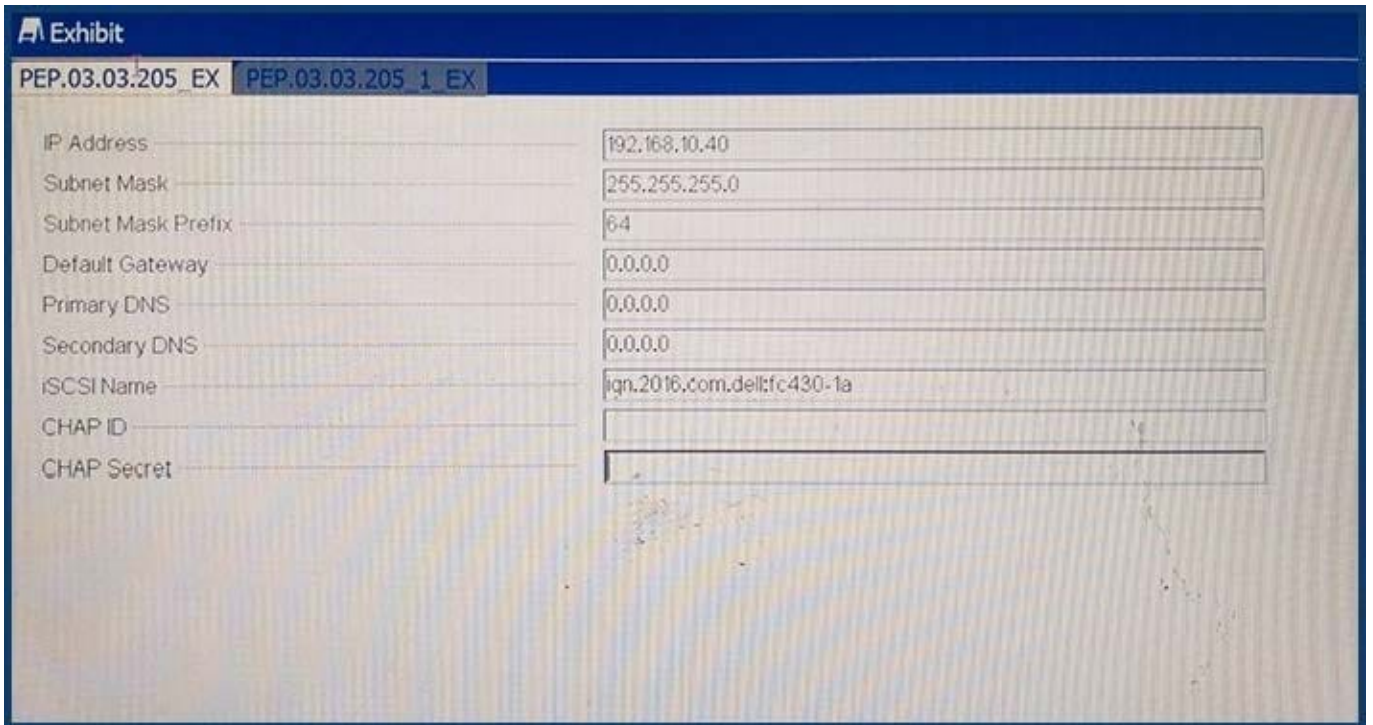 Exhibit
PEP.03.03.205_EX PEP.03.03.205_1_EX
IP Address 192.168.10.40
Subnet Mask 255.255.255.0
Subnet Mask Prefix 64
Default Gateway 0.0.0.0
Primary DNS 0.0.0.0
Secondary DNS 0.0.0.0
iSCSI Name iqn.2016.com.dell:fc430-1a
CHAP ID
CHAP Secret